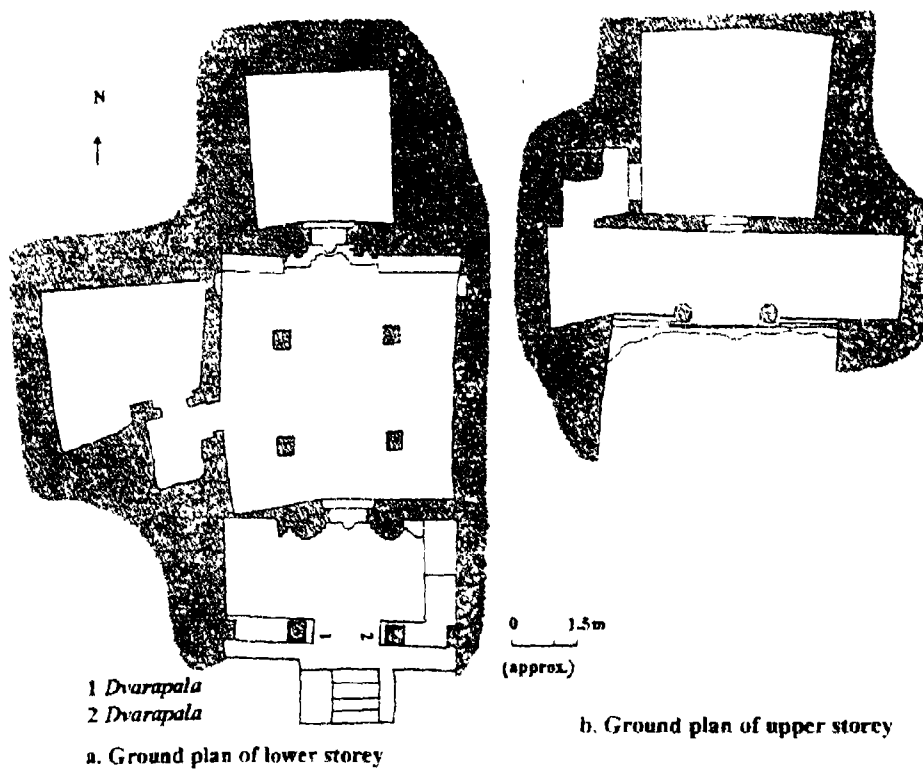 N
1
2
0 1.5m
(approx.)
1 Dvarapala
2 Dvarapala
a. Ground plan of lower storey
b. Ground plan of upper storey